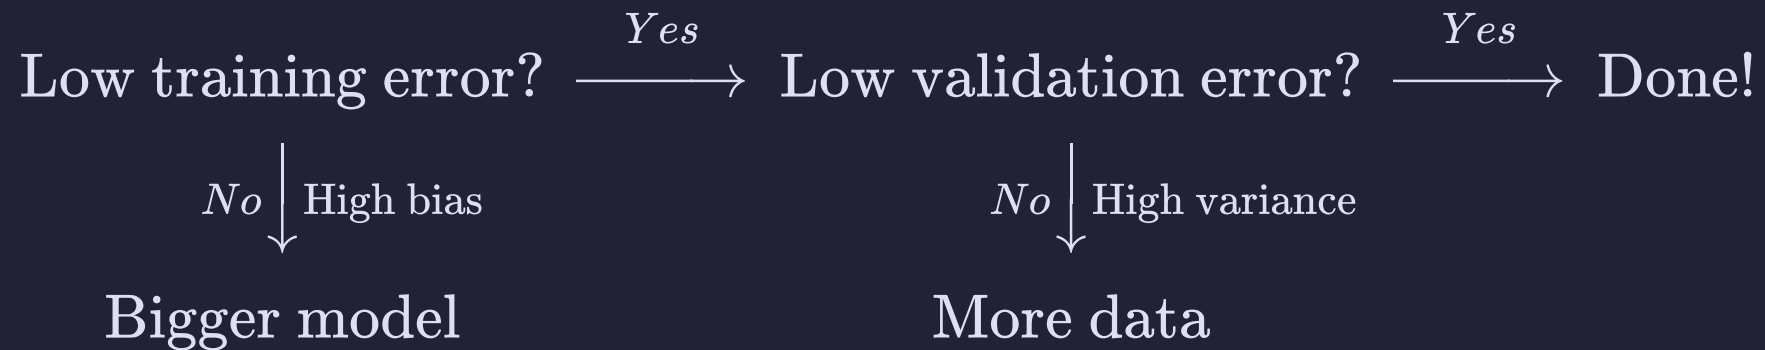 Yes Yes
Low training error? Low validation error? Done!
No High bias No High variance
Bigger model More data